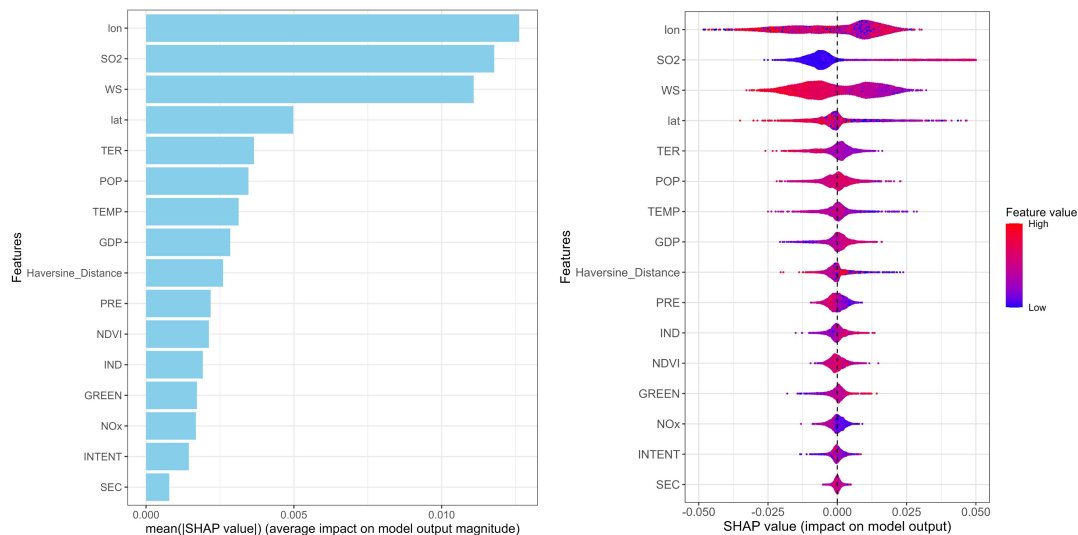 lon
SO2
WS
lat
TER
POP
TEMP
GDP
Haversine_Distance
PRE
NDVI
IND
GREEN
NOx
INTENT
SEC
Features
0.000
0.005
0.010
mean(|SHAP value|) (average impact on model output magnitude)
lon
SO2
WS
lat
TER
POP
TEMP
GDP
Haversine_Distance
PRE
IND
NDVI
GREEN
NOx
INTENT
SEC
Features
-0.050
-0.025
0.000
0.025
0.050
SHAP value (impact on model output)
Feature value
High
Low